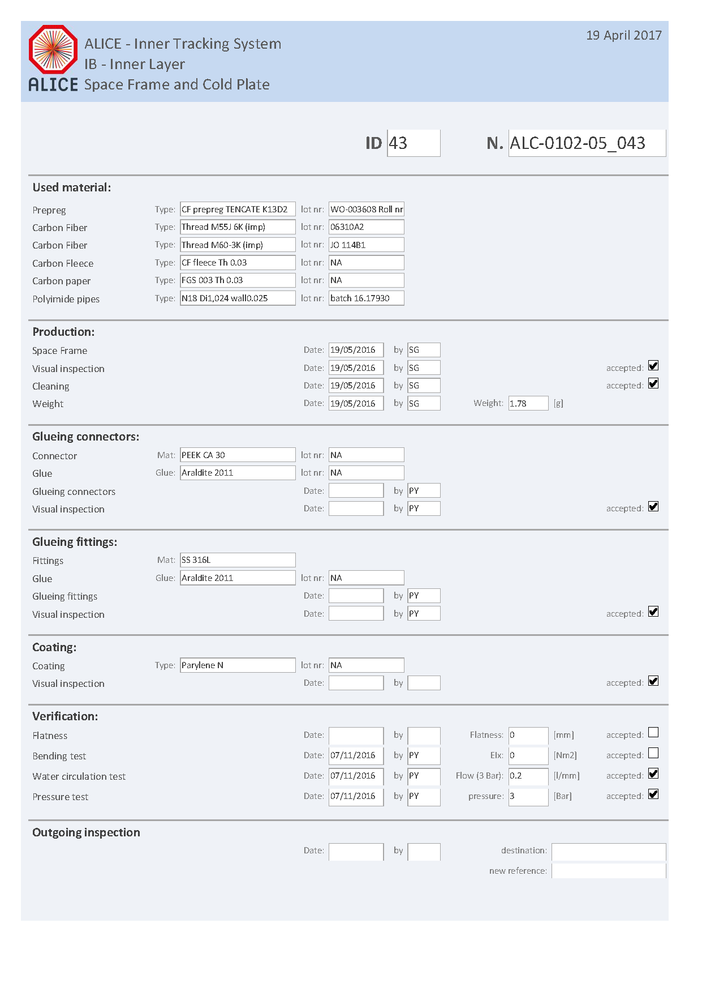 19 April 2017
ALICE - Inner Tracking System
IB - Inner Layer
ALICE
Space Frame and Cold Plate
ID 43 N. ALC-0102-05_043
Used material:
Prepreg Type: CF prepreg TENCATE K13D2 lot nr: WO-003608 Roll nr
Carbon Fiber Type: Thread M55J 6K (imp) lot nr: 06310A2
Carbon Fiber Type: Thread M60-3K (imp) lot nr: JO 114B1
Carbon Fleece Type: CF fleece Th 0.03 lot nr: NA
Carbon paper Type: FGS 003 Th 0.03 lot nr: NA
Polyimide pipes Type: N18 Di1,024 wall0.025 lot nr: batch 16.17930
Production:
Space Frame Date: 19/05/2016 by SG
Visual inspection Date: 19/05/2016 by SG accepted:
Cleaning Date: 19/05/2016 by SG accepted:
Weight Date: 19/05/2016 by SG Weight: 1.78 [g]
Glueing connectors:
Connector Mat: PEEK CA 30 lot nr: NA
Glue Glue: Araldite 2011 lot nr: NA
Glueing connectors Date: by PY
Visual inspection Date: by PY accepted:
Glueing fittings:
Fittings Mat: SS 316L
Glue Glue: Araldite 2011 lot nr: NA
Glueing fittings Date: by PY
Visual inspection Date: by PY accepted:
Coating:
Coating Type: Parylene N lot nr: NA
Visual inspection Date: by accepted:
Verification:
Flatness Date: by Flatness: 0 [mm] accepted:
Bending test Date: 07/11/2016 by PY EIx: 0 [Nm2] accepted:
Water circulation test Date: 07/11/2016 by PY Flow (3 Bar): 0.2 [l/mm] accepted:
Pressure test Date: 07/11/2016 by PY pressure: 3 [Bar] accepted:
Outgoing inspection
Date: by destination:
new reference: